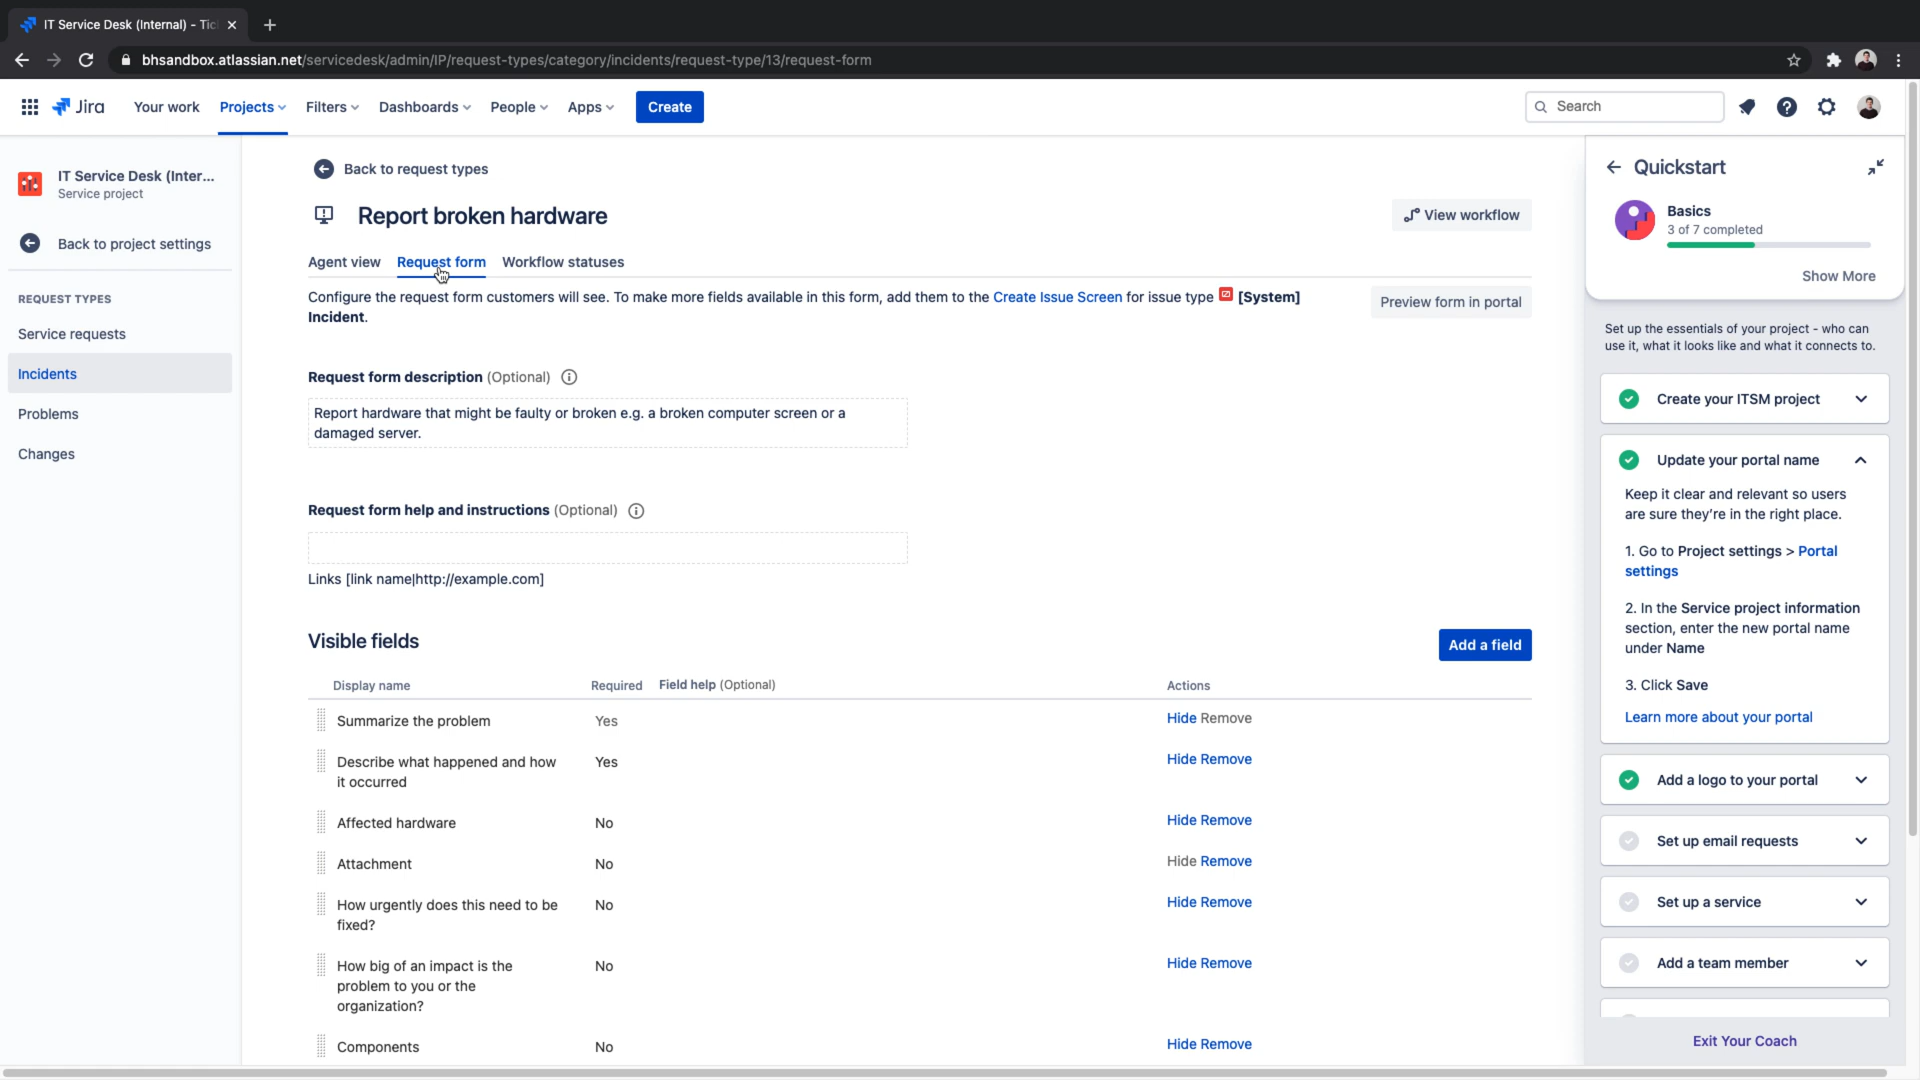 IT Service Desk (Internal) - Tic
bhsandbox.atlassian.net/servicedesk/admin/IP/request-types/category/incidents/request-type/13/request-form
Jira
Your work
Projects
Filters
Dashboards
People
Apps
Create
Search
IT Service Desk (Inter...
Service project
Back to project settings
REQUEST TYPES
Service requests
Incidents
Problems
Changes
Back to request types
Report broken hardware
View workflow
Agent view
Request form
Workflow statuses
Configure the request form customers will see. To make more fields available in this form, add them to the Create Issue Screen for issue type [System]
Incident.
Preview form in portal
Request form description (Optional)
Report hardware that might be faulty or broken e.g. a broken computer screen or a
damaged server.
Request form help and instructions (Optional)
Links [link name|http://example.com]
Visible fields
Add a field
Display name Required Field help (Optional) Actions
Summarize the problem Yes Hide Remove
Describe what happened and how
it occurred
Yes Hide Remove
Affected hardware No Hide Remove
Attachment No Hide Remove
How urgently does this need to be
fixed?
No Hide Remove
How big of an impact is the
problem to you or the
organization?
No Hide Remove
Components No Hide Remove
Quickstart
Basics
3 of 7 completed
Show More
Set up the essentials of your project - who can
use it, what it looks like and what it connects to.
Create your ITSM project
Update your portal name
Keep it clear and relevant so users
are sure they're in the right place.
1. Go to Project settings > Portal
settings
2. In the Service project information
section, enter the new portal name
under Name
3. Click Save
Learn more about your portal
Add a logo to your portal
Set up email requests
Set up a service
Add a team member
Exit Your Coach